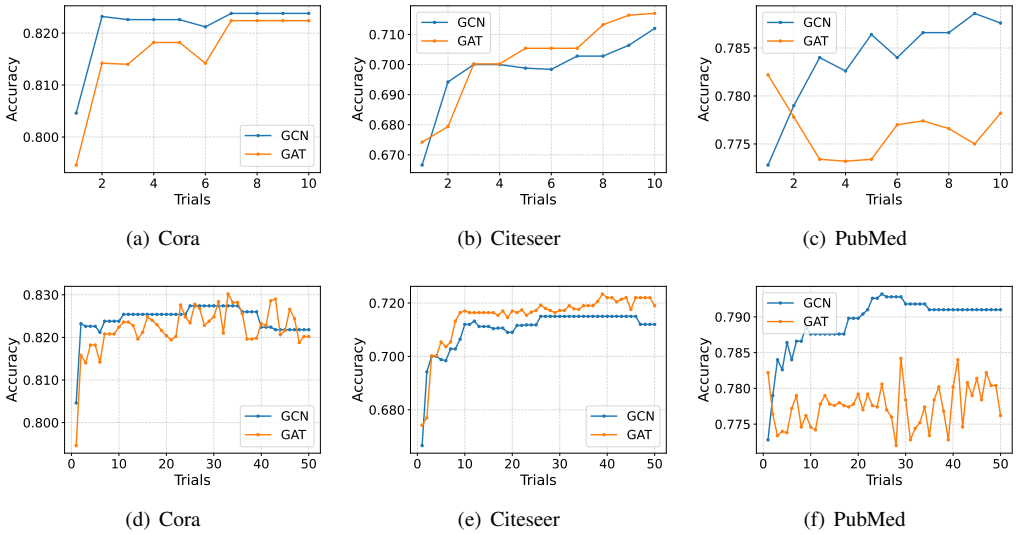 GCN
GAT
Accuracy
0.820
0.810
0.800
2 4 6 8 10
Trials
(a) Cora
GCN
GAT
Accuracy
0.710
0.700
0.690
0.680
0.670
2 4 6 8 10
Trials
(b) Citeseer
GCN
GAT
Accuracy
0.785
0.780
0.775
2 4 6 8 10
Trials
(c) PubMed
Accuracy
0.830
0.820
0.810
0.800
GCN
GAT
0 10 20 30 40 50
Trials
(d) Cora
Accuracy
0.720
0.700
0.680
GCN
GAT
0 10 20 30 40 50
Trials
(e) Citeseer
GCN
GAT
Accuracy
0.790
0.785
0.780
0.775
0 10 20 30 40 50
Trials
(f) PubMed